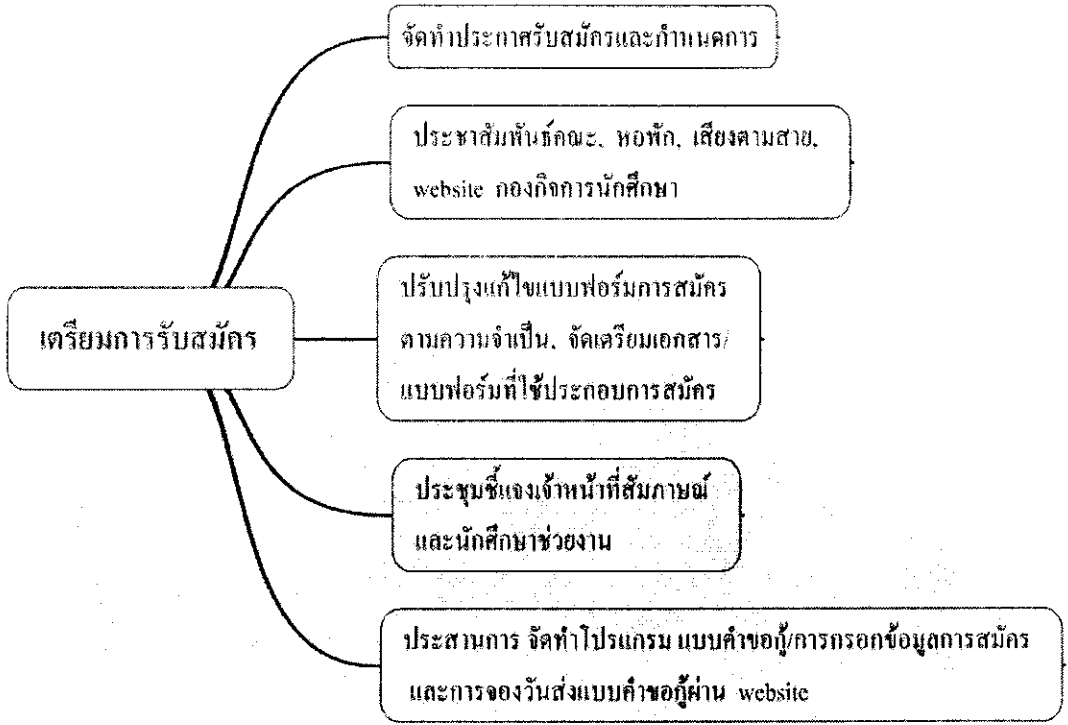 จัดทำประกาศรับสมัครและกำหนดการ
ประชาสัมพันธ์คณะ, หอพัก, เสียงตามสาย,
website กองกิจการนักศึกษา
ปรับปรุงแก้ไขแบบฟอร์มการสมัคร
ตามความจำเป็น, จัดเตรียมเอกสาร/
แบบฟอร์มที่ใช้ประกอบการสมัคร
เตรียมการรับสมัคร
ประชุมชี้แจงเจ้าหน้าที่สัมภาษณ์
และนักศึกษาช่วยงาน
ประสานการ จัดทำโปรแกรม แบบคำขอกู้/การกรอกข้อมูลการสมัคร
และการจองวันส่งแบบคำขอกู้ผ่าน website